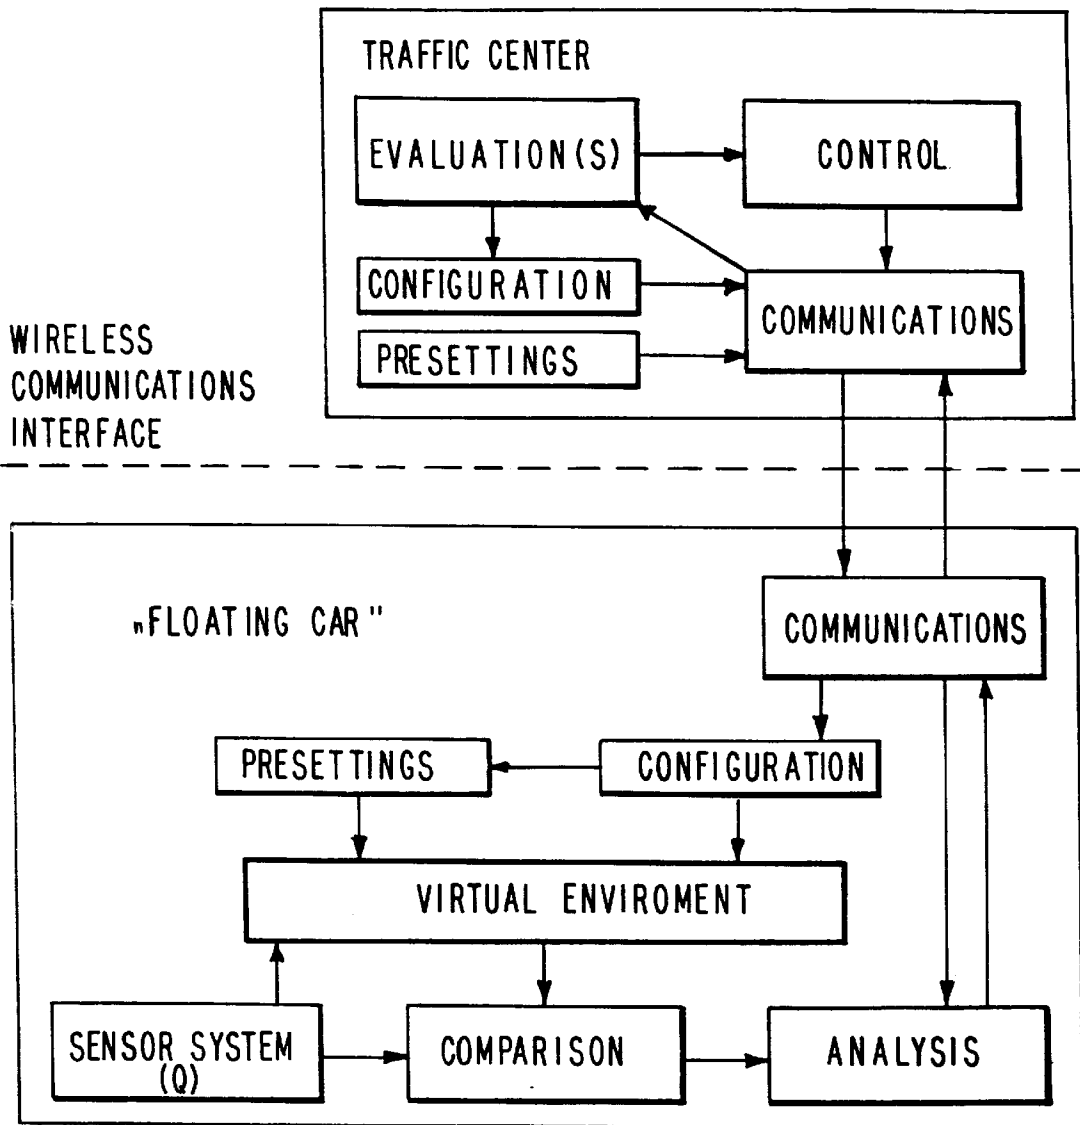 TRAFFIC CENTER
EVALUATION(S)
CONTROL
CONFIGURATION
COMMUNICATIONS
PRESETTINGS
WIRELESS
COMMUNICATIONS
INTERFACE
„FLOATING CAR"
COMMUNICATIONS
PRESETTINGS
CONFIGURATION
VIRTUAL ENVIROMENT
SENSOR SYSTEM
(Q)
COMPARISON
ANALYSIS